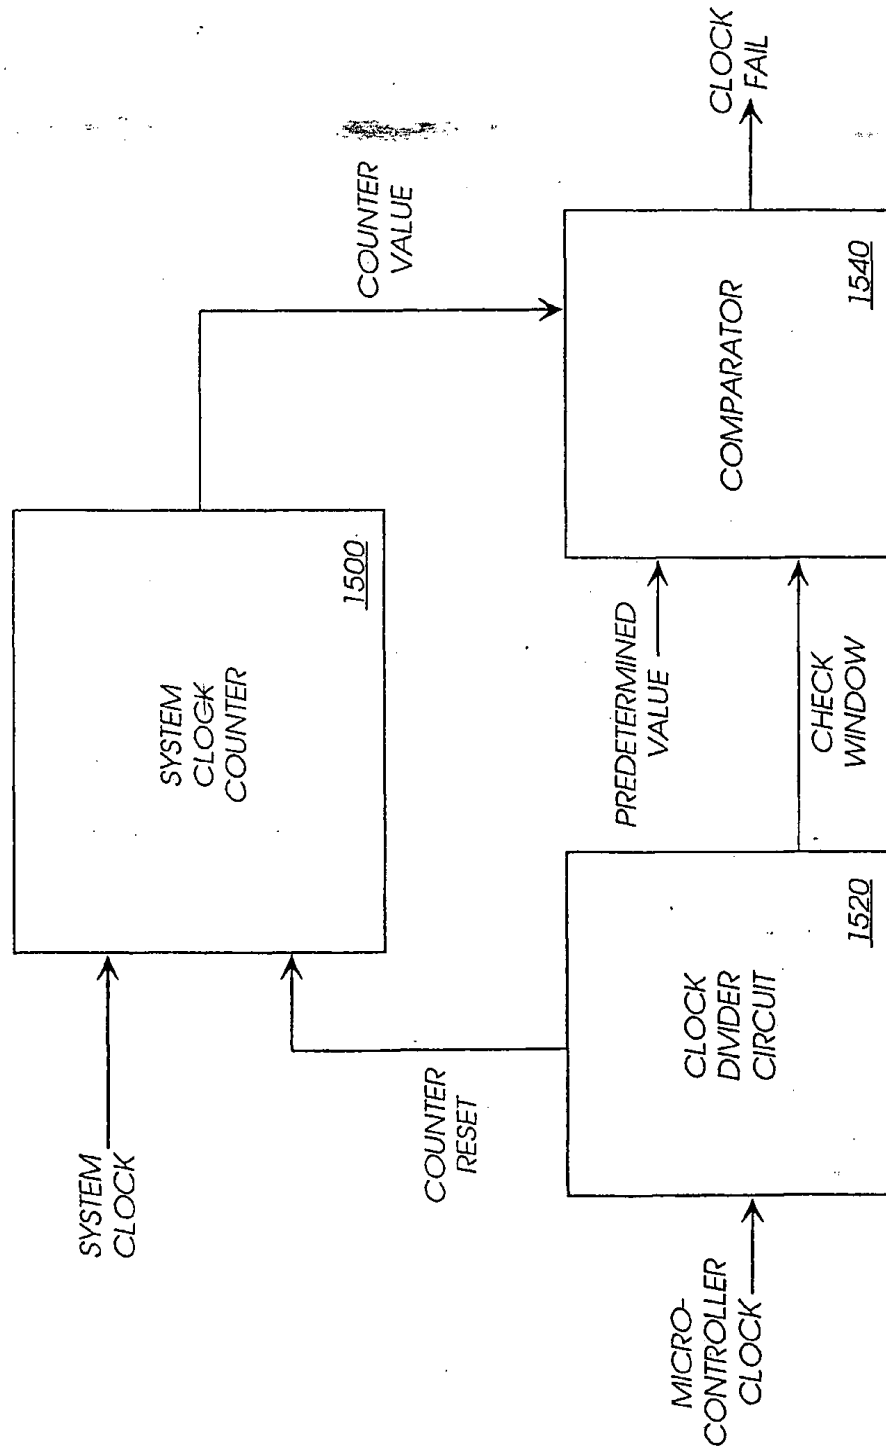 SYSTEM
CLOCK
SYSTEM
CLOCK
COUNTER
1500
COUNTER
VALUE
COUNTER
RESET
MICRO-
CONTROLLER
CLOCK
CLOCK
DIVIDER
CIRCUIT
1520
PREDETERMINED
VALUE
CHECK
WINDOW
COMPARATOR
1540
CLOCK
FAIL